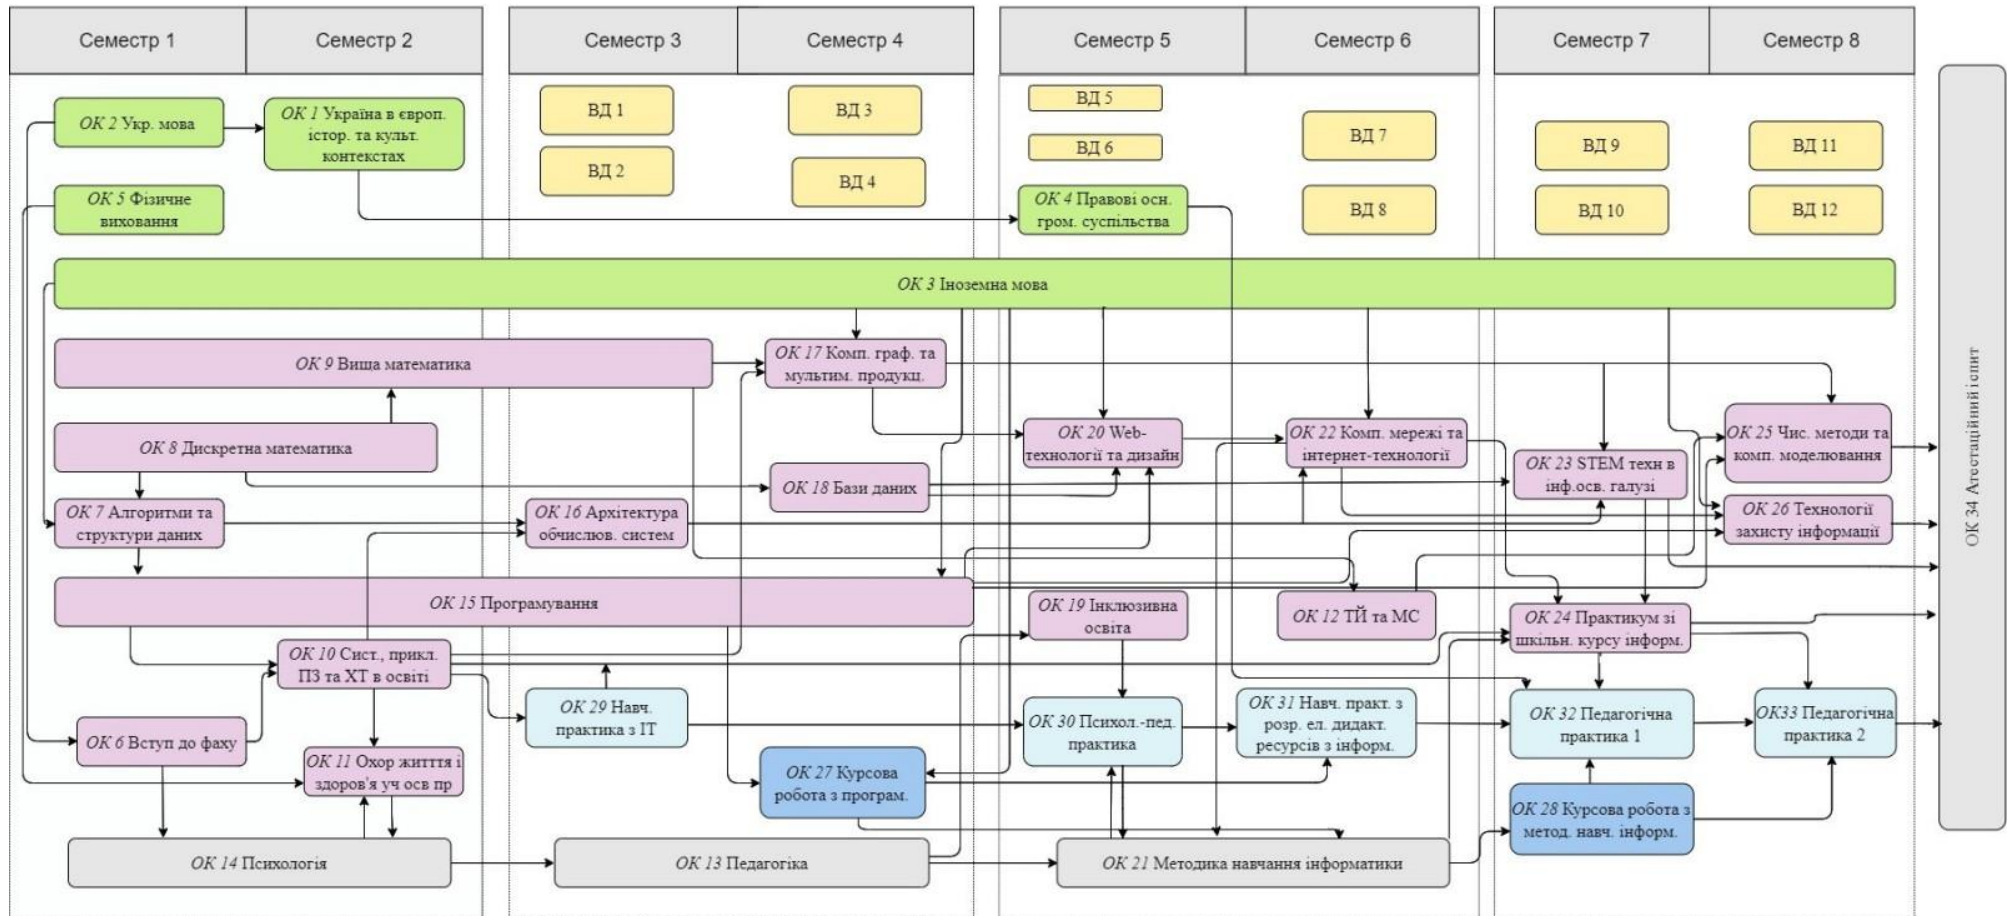 Семестр 1
Семестр 2
Семестр 3
Семестр 4
Семестр 5
Семестр 6
Семестр 7
Семестр 8
ОК 2 Укр. мова
ОК 1 Україна в європ.
істор. та культ.
контекстах
ВД 1
ВД 2
ВД 3
ВД 4
ВД 5
ВД 6
ВД 7
ВД 8
ВД 9
ВД 10
ВД 11
ВД 12
ОК 5 Фізичне
виховання
ОК 4 Правові осн.
гром. суспільства
ОК 3 Іноземна мова
ОК 9 Вища математика
ОК 17 Комп. граф. та
мультим. продукц.
ОК 8 Дискретна математика
ОК 18 Бази даних
ОК 20 Web-
технології та дизайн
ОК 22 Комп. мережі та
інтернет-технології
ОК 23 STEM техн в
інф.осв. галузі
ОК 25 Чис. методи та
комп. моделювання
ОК 7 Алгоритми та
структури даних
ОК 16 Архітектура
обчислюв. систем
ОК 26 Технології
захисту інформації
ОК 15 Програмування
ОК 19 Інклюзивна
освіта
ОК 12 ТЙ та МС
ОК 24 Практикум зі
шкільн. курсу інформ.
ОК 10 Сист., прикл.
ПЗ та ХТ в освіті
ОК 29 Навч.
практика з ІТ
ОК 30 Психол.-пед.
практика
ОК 31 Навч. практ. з
розр. ел. дидакт.
ресурсів з інформ.
ОК 32 Педагогічна
практика 1
ОК33 Педагогічна
практика 2
ОК 6 Вступ до фаху
ОК 11 Охор житття і
здоров'я уч осв пр
ОК 27 Курсова
робота з програм.
ОК 28 Курсова робота з
метод. навч. інформ.
ОК 14 Психологія
ОК 13 Педагогіка
ОК 21 Методика навчання інформатики
ОК 34 Атестаційний іспит